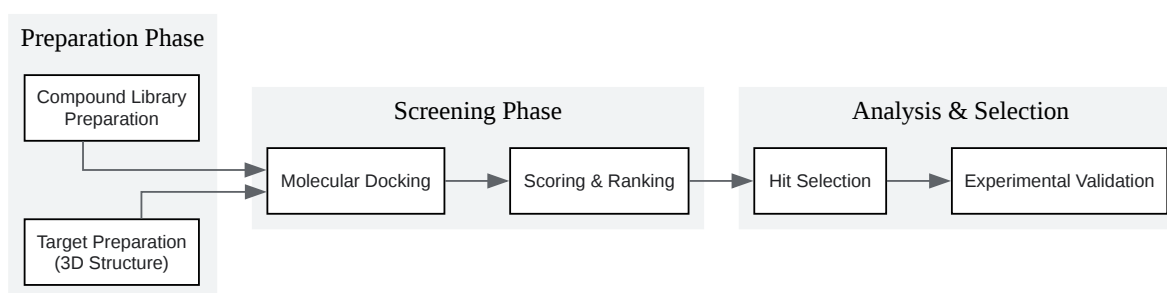 Preparation Phase
Compound Library
Preparation
Target Preparation
(3D Structure)
Screening Phase
Molecular Docking
Scoring & Ranking
Analysis & Selection
Hit Selection
Experimental Validation